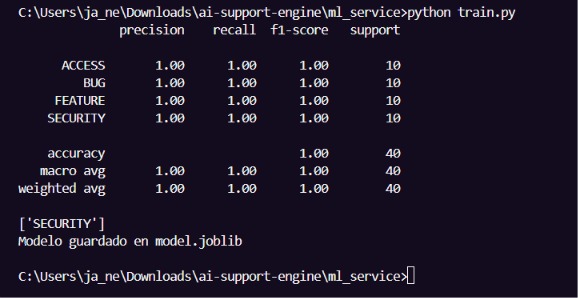 C:\Users\ja_ne\Downloads\ai-support-engine\ml_service>python train.py
precision recall f1-score support
ACCESS 1.00 1.00 1.00 10
BUG 1.00 1.00 1.00 10
FEATURE 1.00 1.00 1.00 10
SECURITY 1.00 1.00 1.00 10
accuracy 1.00 40
macro avg 1.00 1.00 1.00 40
weighted avg 1.00 1.00 1.00 40
['SECURITY']
Modelo guardado en model.joblib
C:\Users\ja_ne\Downloads\ai-support-engine\ml_service>